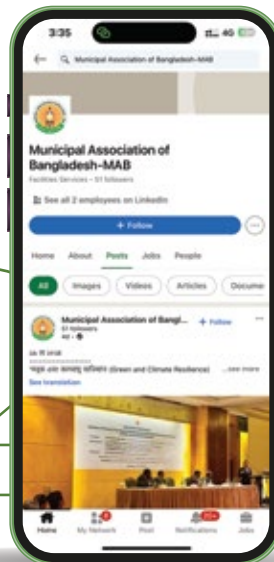 3:35
4G
Municipal Association of Bangladesh-MAB
Municipal Association of
Bangladesh-MAB
Facilities Services • 51 followers
See all 2 employees on LinkedIn
+ Follow
Home About Posts Jobs People
All Images Videos Articles Docume
Municipal Association of Bangl...
+ Follow
51 followers
4d
(Green and Climate Resilience) ...see more
See translation
Home My Network Post Notifications Jobs